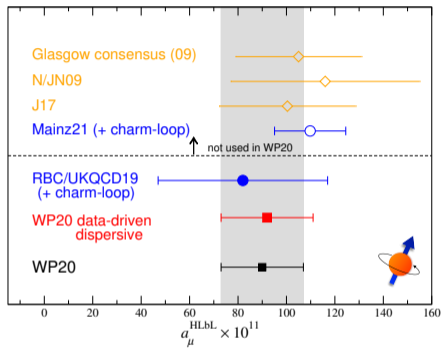 Glasgow consensus (09)
N/JN09
J17
Mainz21 (+ charm-loop)
not used in WP20
RBC/UKQCD19
(+ charm-loop)
WP20 data-driven
dispersive
WP20
0 20 40 60 80 100 120 140 160
a_μ^HLbL × 10^11